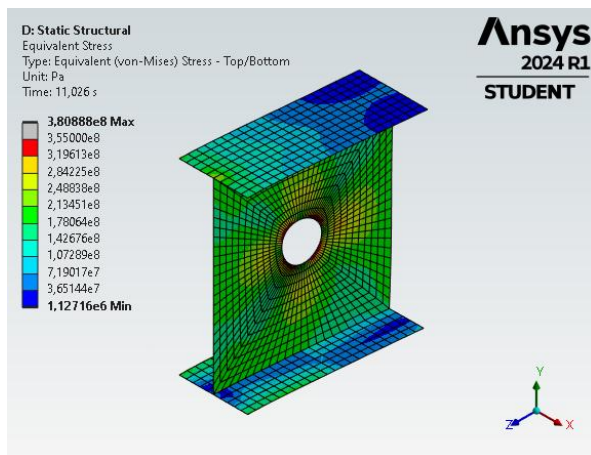 D: Static Structural
Equivalent Stress
Type: Equivalent (von-Mises) Stress - Top/Bottom
Unit: Pa
Time: 11,026 s
3,80888e8 Max
3,55000e8
3,19613e8
2,84225e8
2,48838e8
2,13451e8
1,78064e8
1,42676e8
1,07289e8
7,19017e7
3,65144e7
1,12716e6 Min
Ansys
2024 R1
STUDENT
Y
Z
X